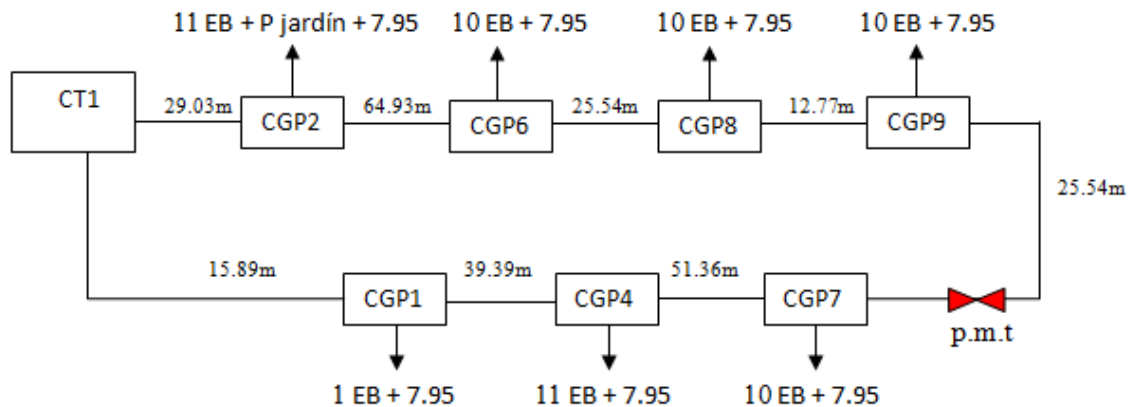 11 EB + P jardín + 7.95
10 EB + 7.95
10 EB + 7.95
10 EB + 7.95
CT1
29.03m
CGP2
64.93m
CGP6
25.54m
CGP8
12.77m
CGP9
25.54m
15.89m
CGP1
39.39m
CGP4
51.36m
CGP7
p.m.t
1 EB + 7.95
11 EB + 7.95
10 EB + 7.95